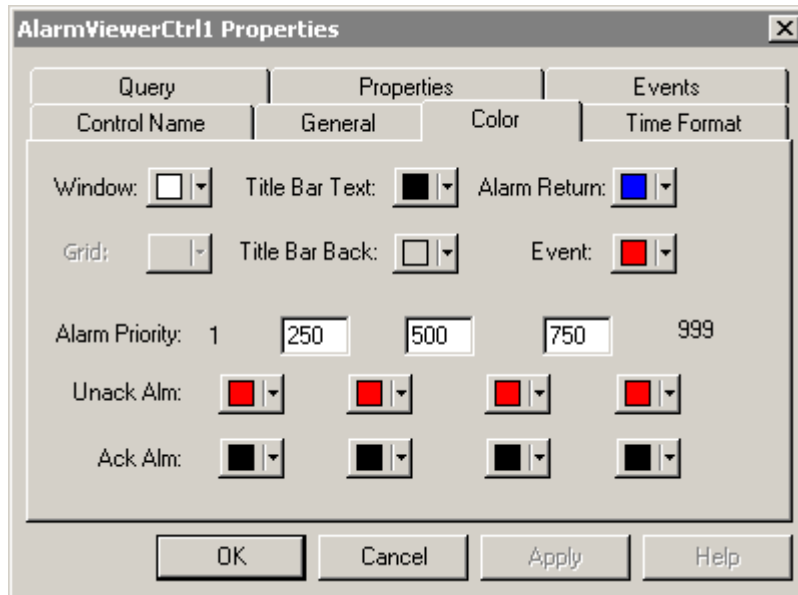 AlarmViewerCtrl1 Properties
Query Properties Events
Control Name General Color Time Format
Window: Title Bar Text: Alarm Return:
Grid: Title Bar Back: Event:
Alarm Priority: 1 250 500 750 999
Unack Alm:
Ack Alm:
OK Cancel Apply Help